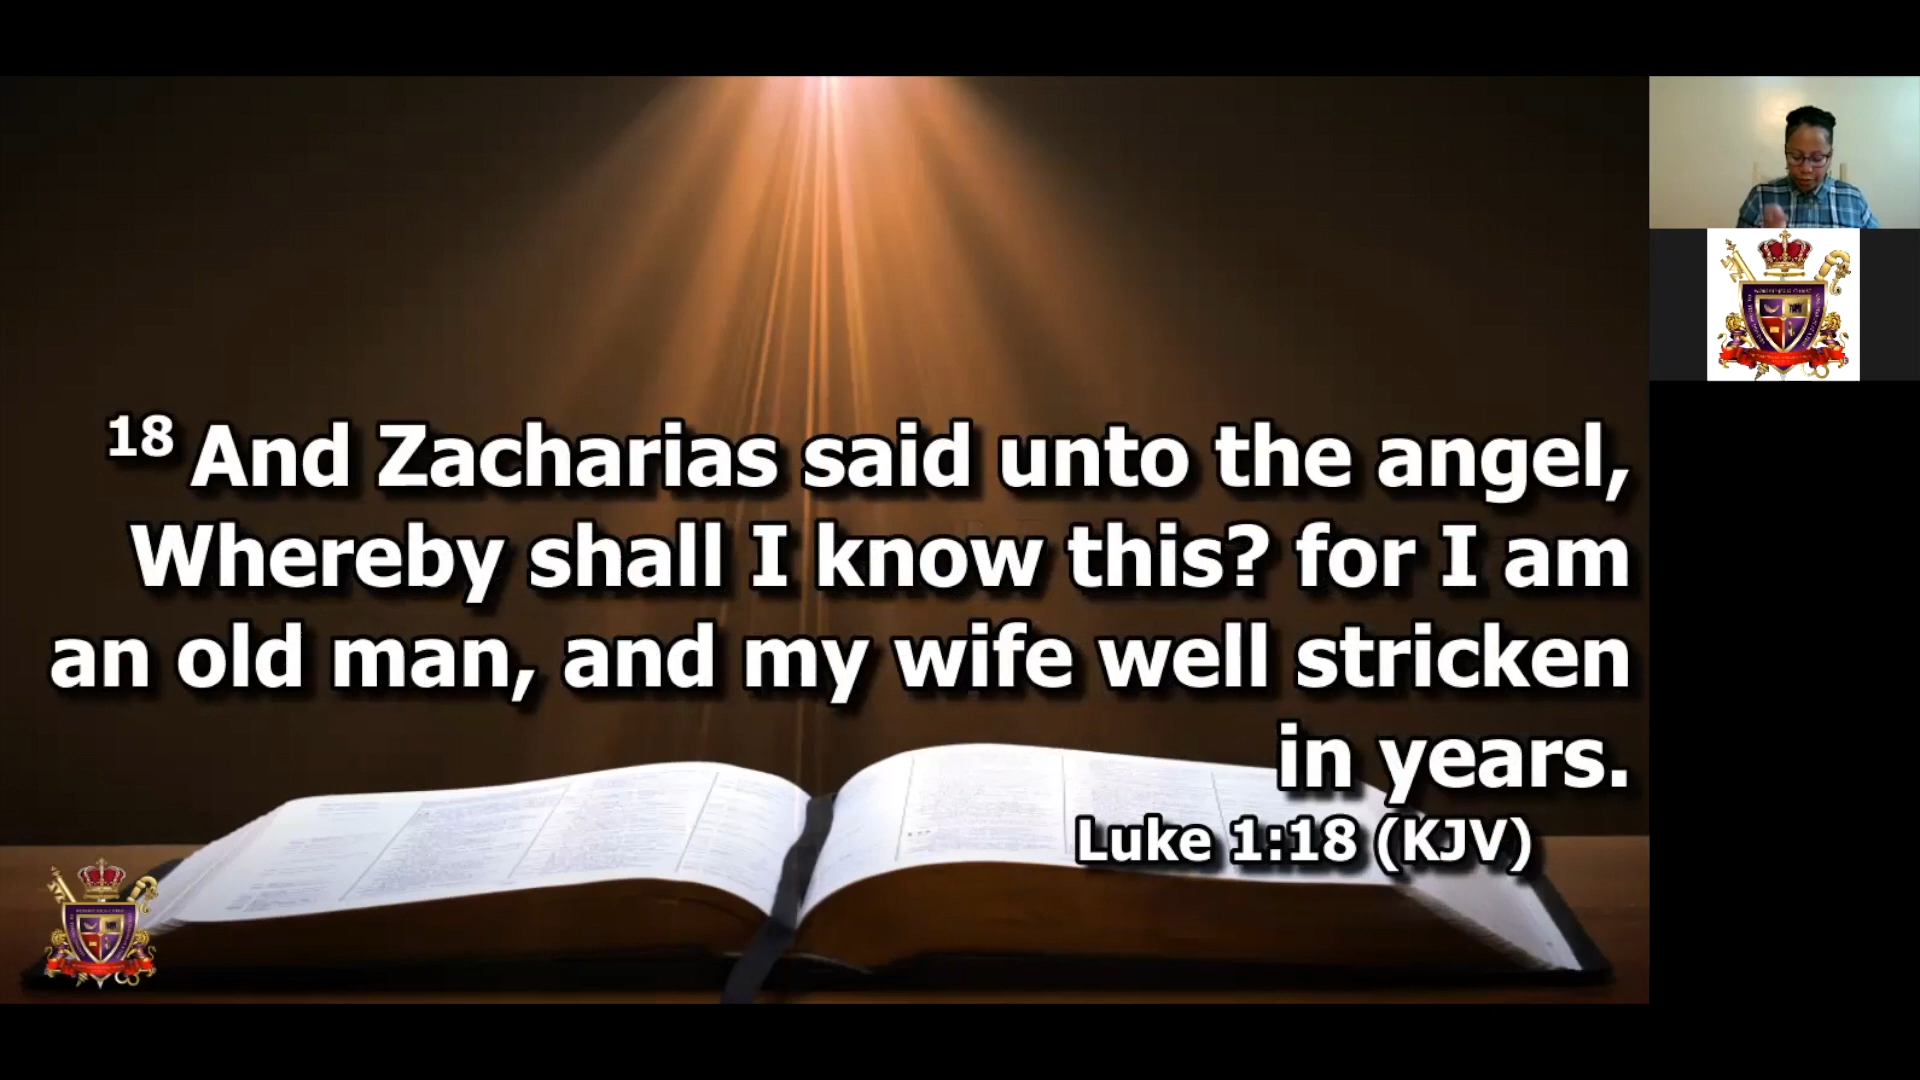 18 And Zacharias said unto the angel,
Whereby shall I know this? for I am
an old man, and my wife well stricken
in years.
Luke 1:18 (KJV)